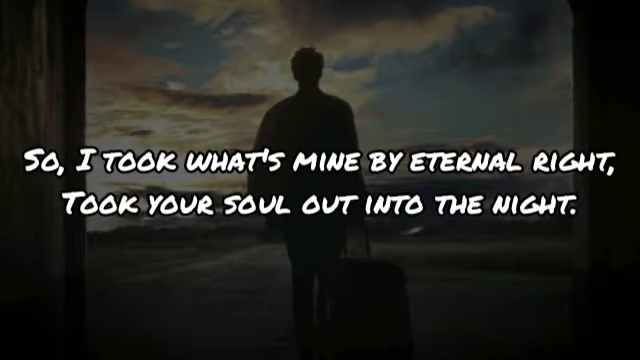 So, I took what's mine by eternal right,
Took your soul out into the night.